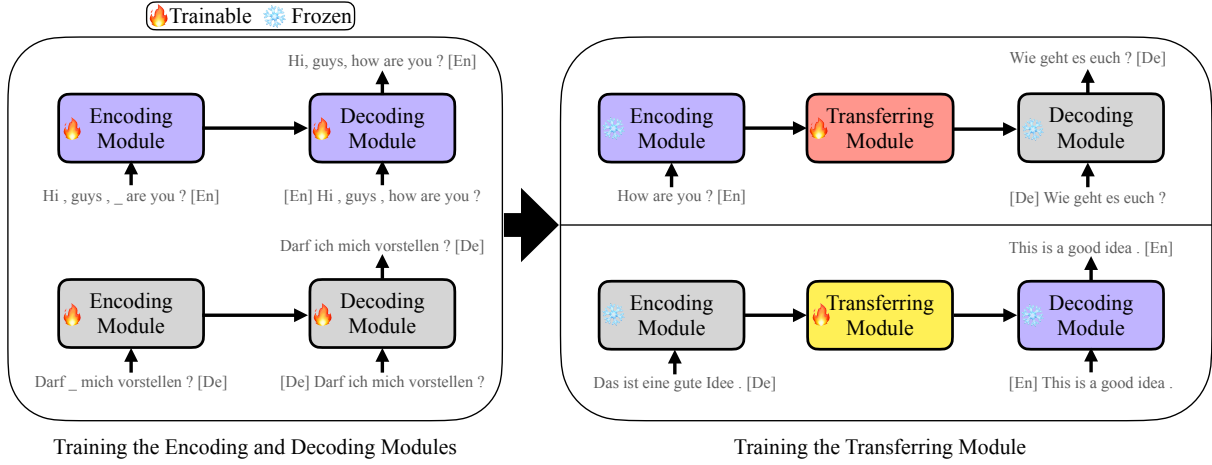 Trainable Frozen
Hi, guys, how are you ? [En]
Encoding
Module
Decoding
Module
Hi , guys , _ are you ? [En]
[En] Hi , guys , how are you ?
Darf ich mich vorstellen ? [De]
Encoding
Module
Decoding
Module
Darf _ mich vorstellen ? [De]
[De] Darf ich mich vorstellen ?
Training the Encoding and Decoding Modules
Wie geht es euch ? [De]
Encoding
Module
Transferring
Module
Decoding
Module
How are you ? [En]
[De] Wie geht es euch ?
This is a good idea . [En]
Encoding
Module
Transferring
Module
Decoding
Module
Das ist eine gute Idee . [De]
[En] This is a good idea .
Training the Transferring Module